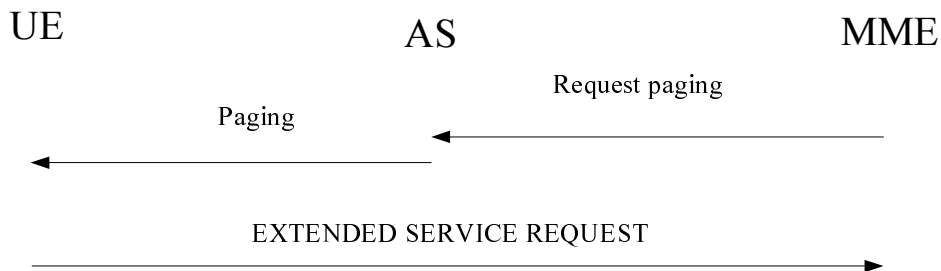 UE
AS
MME
Request paging
Paging
EXTENDED SERVICE REQUEST